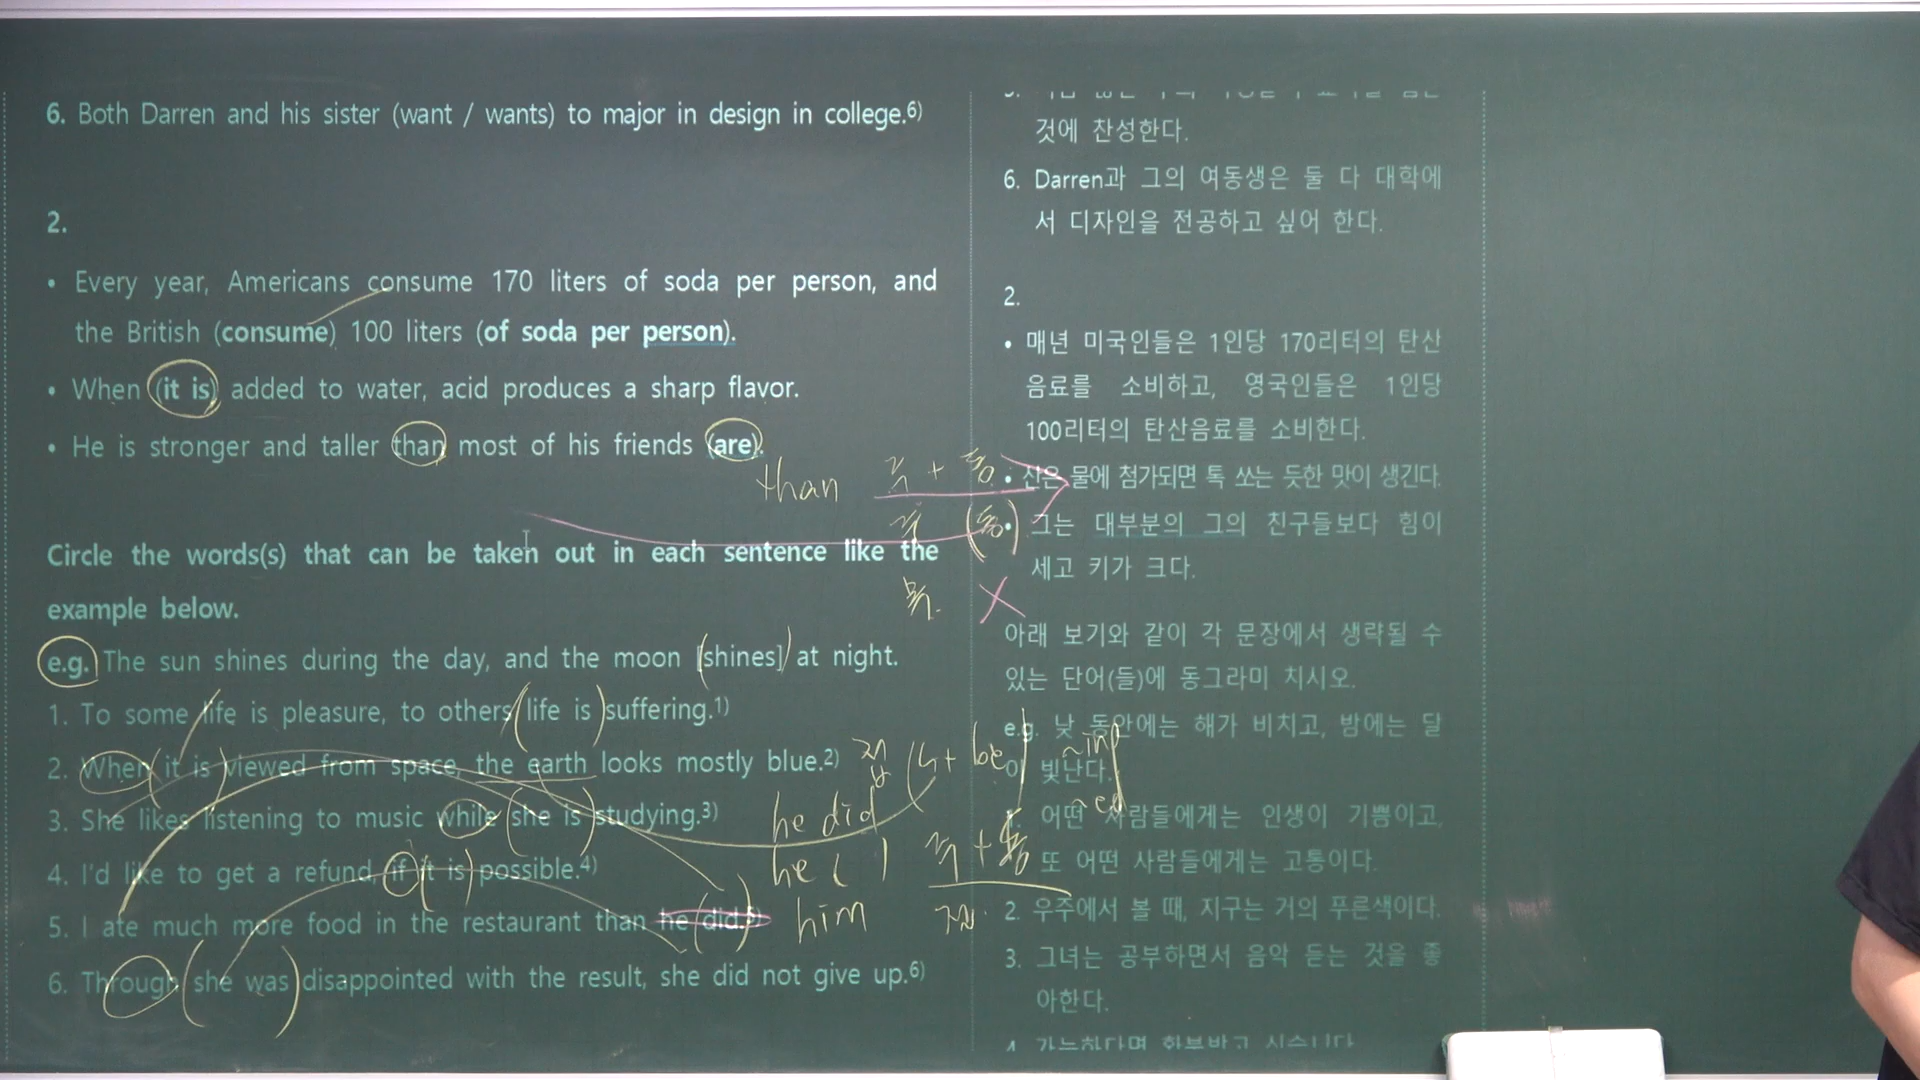 6. Both Darren and his sister (want / wants) to major in design in college.6)
2.
• Every year, Americans consume 170 liters of soda per person, and
the British (consume) 100 liters (of soda per person).
• When (it is) added to water, acid produces a sharp flavor.
• He is stronger and taller than most of his friends (are).
than 주 + 동
주 (동)
목.
Circle the words(s) that can be taken out in each sentence like the
example below.
e.g. The sun shines during the day, and the moon [shines] at night.
1. To some life is pleasure, to others (life is) suffering.1)
2. When (it is) viewed from space, the earth looks mostly blue.2)
접 (S + be) ~ing
~ed
3. She likes listening to music while (she is) studying.3)
he did
4. I'd like to get a refund, if (it is) possible.4)
he ( ) 주 + 동
5. I ate much more food in the restaurant than he (did.5)
him
6. Through (she was) disappointed with the result, she did not give up.6)
것에 찬성한다.
6. Darren과 그의 여동생은 둘 다 대학에
서 디자인을 전공하고 싶어 한다.
2.
• 매년 미국인들은 1인당 170리터의 탄산
음료를 소비하고, 영국인들은 1인당
100리터의 탄산음료를 소비한다.
• 산은 물에 첨가되면 톡 쏘는 듯한 맛이 생긴다.
• 그는 대부분의 그의 친구들보다 힘이
세고 키가 크다.
아래 보기와 같이 각 문장에서 생략될 수
있는 단어(들)에 동그라미 치시오.
e.g. 낮 동안에는 해가 비치고, 밤에는 달
이 빛난다.
1. 어떤 사람들에게는 인생이 기쁨이고,
또 어떤 사람들에게는 고통이다.
2. 우주에서 볼 때, 지구는 거의 푸른색이다.
3. 그녀는 공부하면서 음악 듣는 것을 좋
아한다.